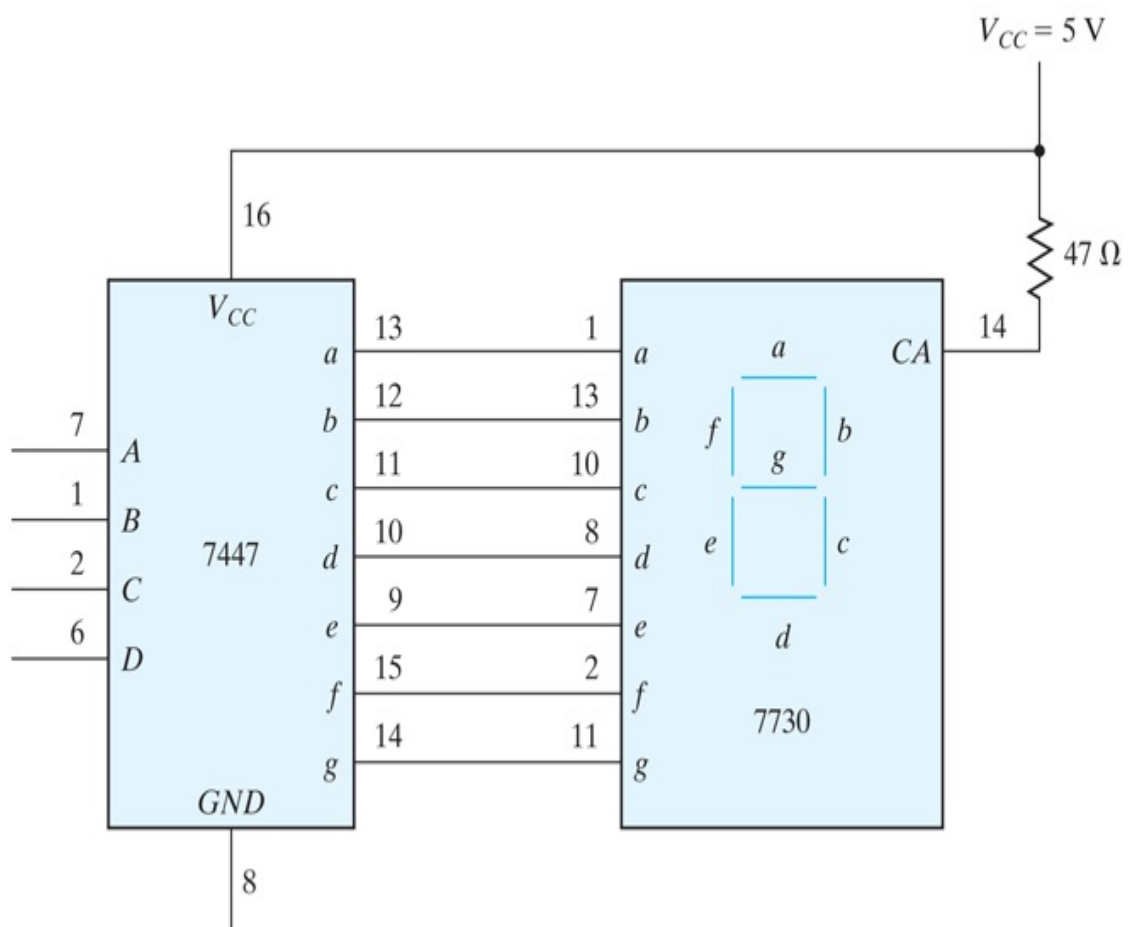 V_CC = 5 V
16
47 Ω
V_CC
13 1
14
a a a CA
12 13
b b f b
7
A
11 10 g
c c
1
B
10 8
7447 d d e c
2
C
9 7
e e d
6
D
15 2
f f 7730
14 11
g g
GND
8